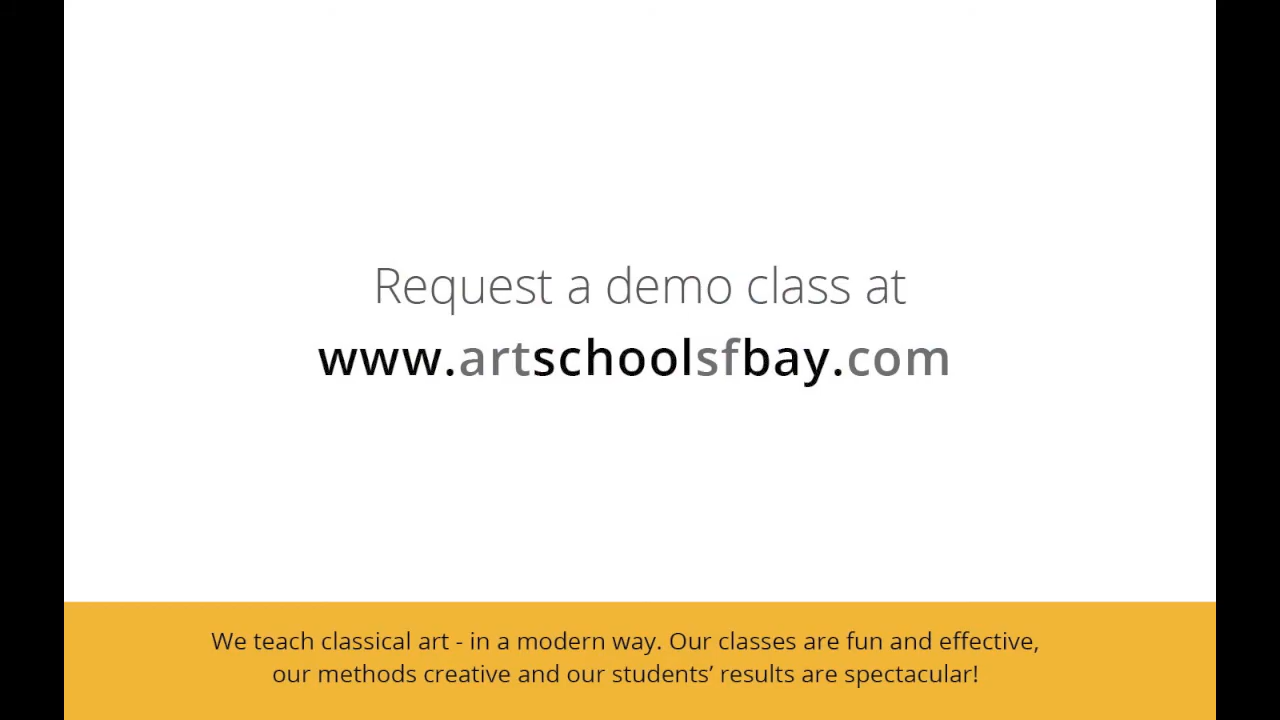 Request a demo class at
www.artschoolsfbay.com
We teach classical art - in a modern way. Our classes are fun and effective,
our methods creative and our students’ results are spectacular!